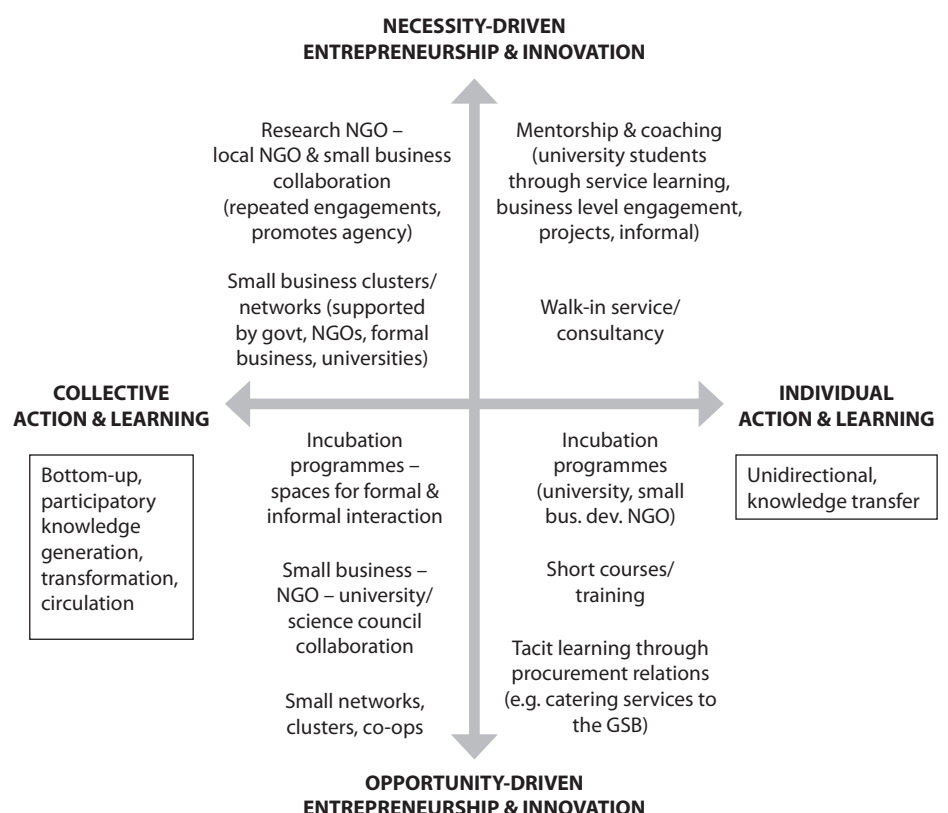 NECESSITY-DRIVEN
ENTREPRENEURSHIP & INNOVATION
Research NGO –
local NGO & small business
collaboration
(repeated engagements,
promotes agency)
Mentorship & coaching
(university students
through service learning,
business level engagement,
projects, informal)
Small business clusters/
networks (supported
by govt, NGOs, formal
business, universities)
Walk-in service/
consultancy
COLLECTIVE
ACTION & LEARNING
INDIVIDUAL
ACTION & LEARNING
Bottom-up,
participatory
knowledge
generation,
transformation,
circulation
Incubation
programmes –
spaces for formal &
informal interaction
Incubation
programmes
(university, small
bus. dev. NGO)
Unidirectional,
knowledge transfer
Small business –
NGO – university/
science council
collaboration
Short courses/
training
Small networks,
clusters, co-ops
Tacit learning through
procurement relations
(e.g. catering services to
the GSB)
OPPORTUNITY-DRIVEN
ENTREPRENEURSHIP & INNOVATION